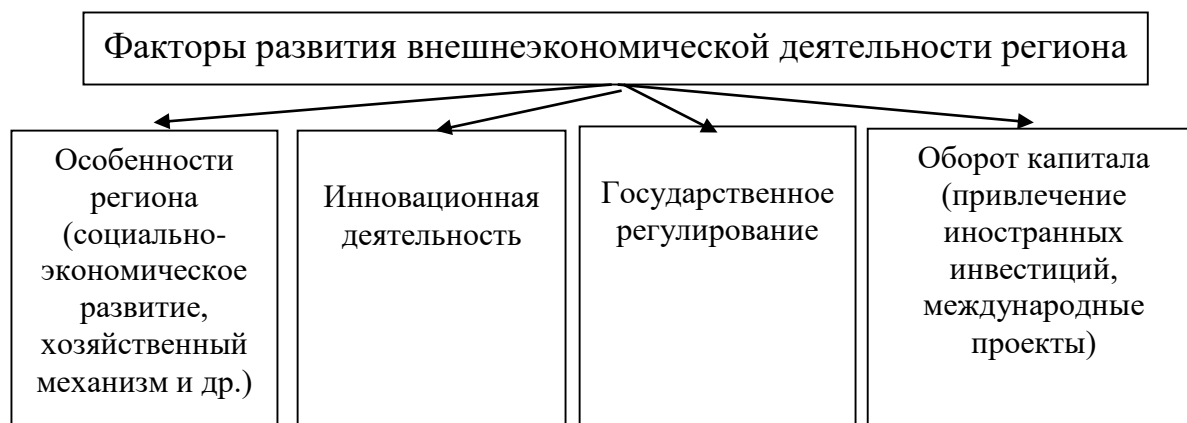 Факторы развития внешнеэкономической деятельности региона
Особенности
региона
(социально-
экономическое
развитие,
хозяйственный
механизм и др.)
Инновационная
деятельность
Государственное
регулирование
Оборот капитала
(привлечение
иностранных
инвестиций,
международные
проекты)